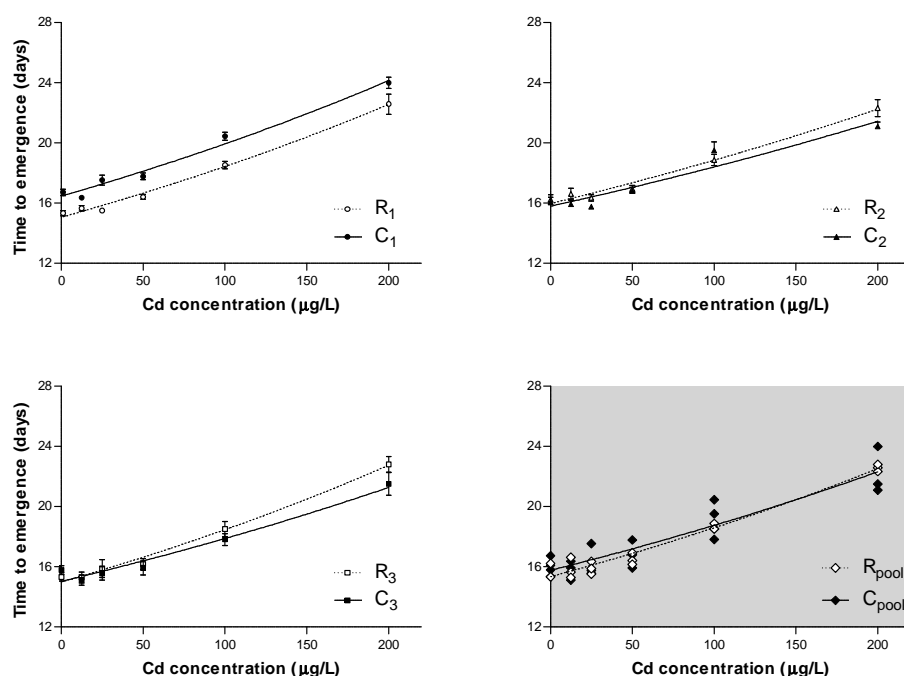 28
24
20
16
12
Time to emergence (days)
R1
C1
0
50
100
150
200
Cd concentration (µg/L)
28
24
20
16
12
R2
C2
0
50
100
150
200
Cd concentration (µg/L)
28
24
20
16
12
Time to emergence (days)
R3
C3
0
50
100
150
200
Cd concentration (µg/L)
28
24
20
16
12
Rpool
Cpool
0
50
100
150
200
Cd concentration (µg/L)